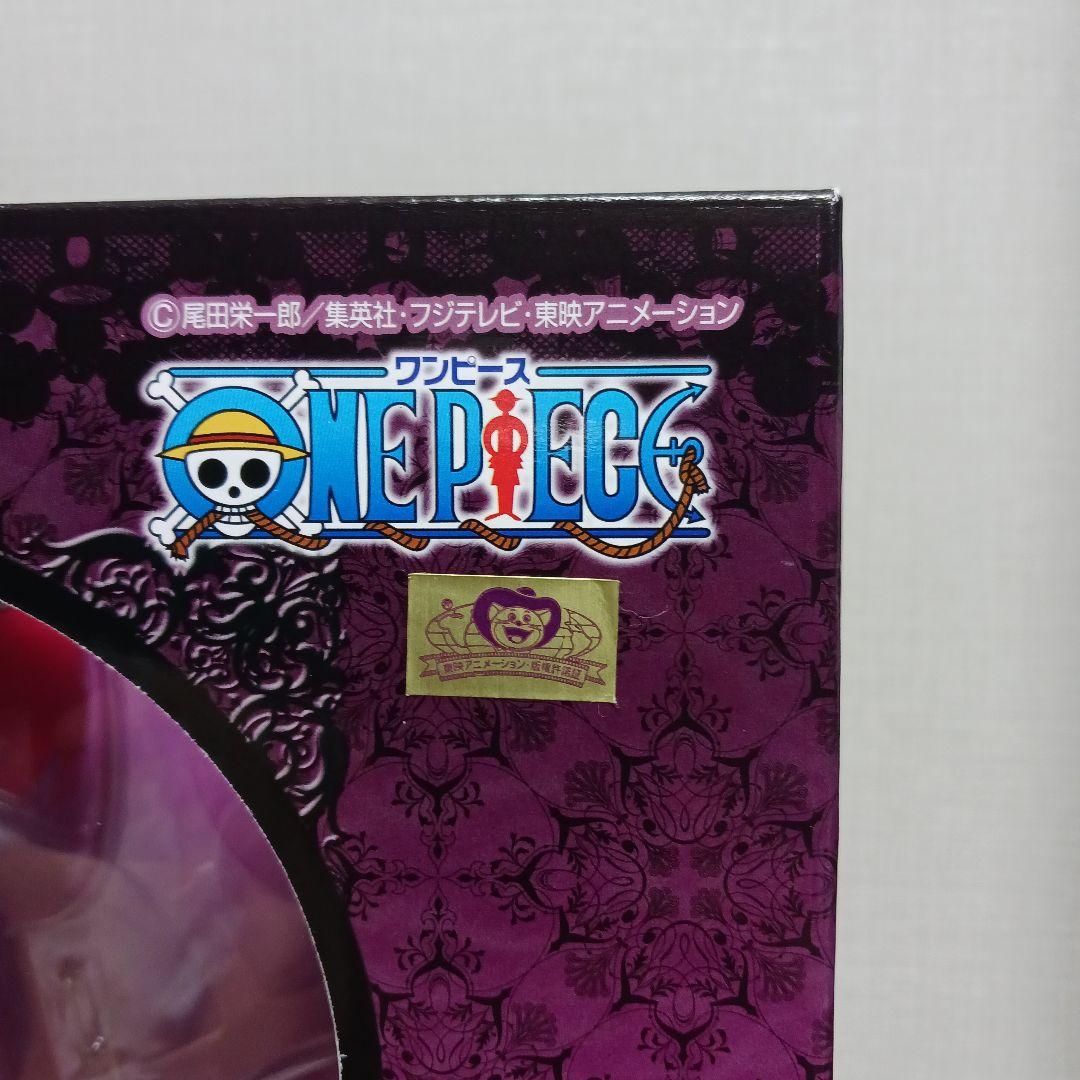 ©尾田栄一郎／集英社・フジテレビ・東映アニメーション
ワンピース
ONE PIECE
東映アニメーション・版権許諾証